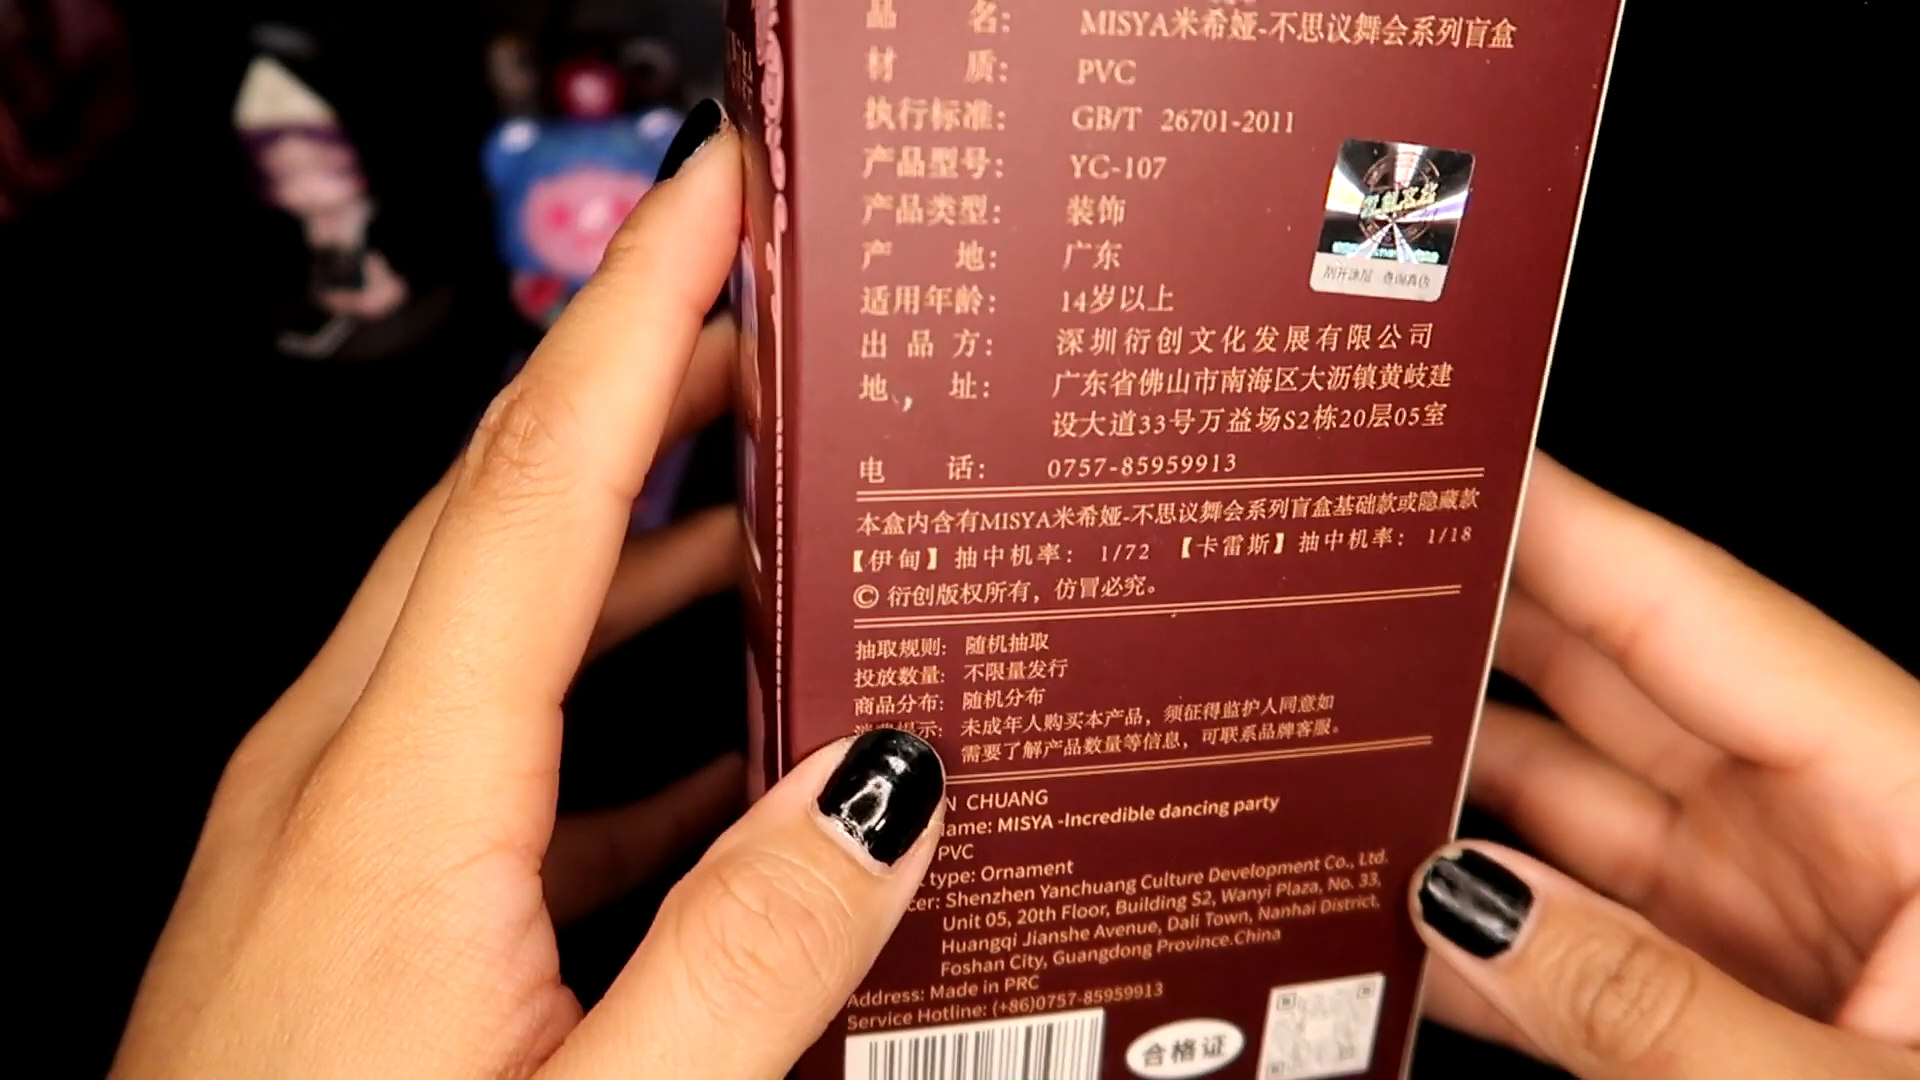 品 名: MISYA米希娅-不思议舞会系列盲盒
材 质: PVC
执行标准: GB/T 26701-2011
产品型号: YC-107
产品类型: 装饰
产 地: 广东
适用年龄: 14岁以上
出 品 方: 深圳衍创文化发展有限公司
地 址: 广东省佛山市南海区大沥镇黄岐建
设大道33号万益场S2栋20层05室
电 话: 0757-85959913
刮开涂层 查询真伪
本盒内含有MISYA米希娅-不思议舞会系列盲盒基础款或隐藏款
【伊甸】抽中机率: 1/72 【卡雷斯】抽中机率: 1/18
© 衍创版权所有，仿冒必究。
抽取规则: 随机抽取
投放数量: 不限量发行
商品分布: 随机分布
示: 未成年人购买本产品，须征得监护人同意如
需要了解产品数量等信息，可联系品牌客服。
N CHUANG
ame: MISYA -Incredible dancing party
PVC
type: Ornament
cer: Shenzhen Yanchuang Culture Development Co., Ltd.
Unit 05, 20th Floor, Building S2, Wanyi Plaza, No. 33,
Huangqi Jianshe Avenue, Dali Town, Nanhai District,
Foshan City, Guangdong Province.China
Address: Made in PRC
Service Hotline: (+86)0757-85959913
合格证